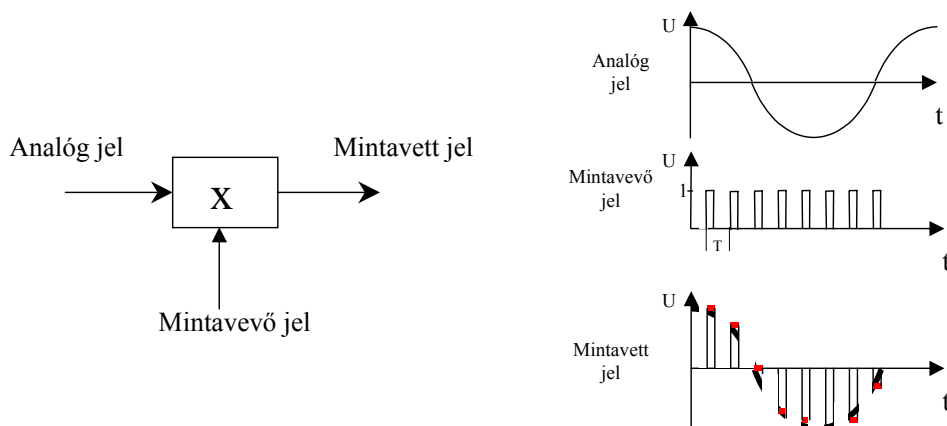 Analóg jel
Mintavett jel
X
Mintavevő jel
U
Analóg
jel
t
U
Mintavevő
jel
1
T
t
U
Mintavett
jel
t